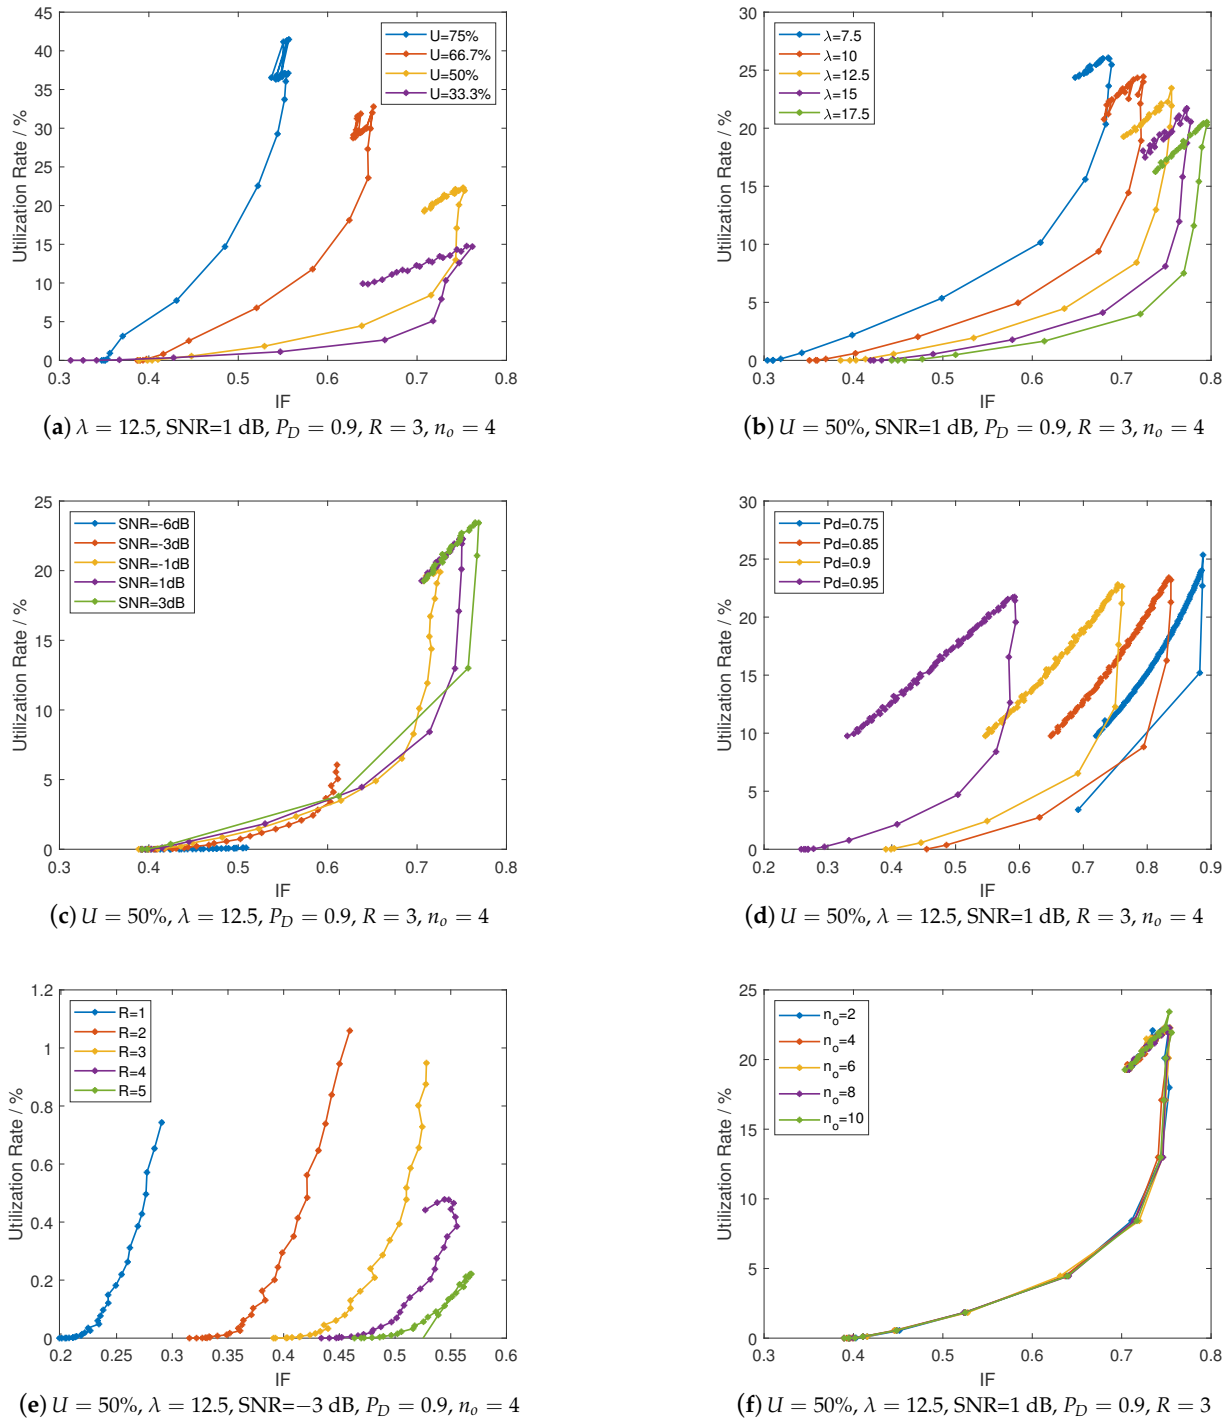 45
40
35
30
25
20
15
10
5
0
Utilization Rate / %
U=75%
U=66.7%
U=50%
U=33.3%
0.3 0.4 0.5 0.6 0.7 0.8
IF
(a) λ = 12.5, SNR=1 dB, P_D = 0.9, R = 3, n_o = 4
30
25
20
15
10
5
0
Utilization Rate / %
λ=7.5
λ=10
λ=12.5
λ=15
λ=17.5
0.3 0.4 0.5 0.6 0.7 0.8
IF
(b) U = 50%, SNR=1 dB, P_D = 0.9, R = 3, n_o = 4
25
20
15
10
5
0
Utilization Rate / %
SNR=-6dB
SNR=-3dB
SNR=-1dB
SNR=1dB
SNR=3dB
0.3 0.4 0.5 0.6 0.7 0.8
IF
(c) U = 50%, λ = 12.5, P_D = 0.9, R = 3, n_o = 4
30
25
20
15
10
5
0
Utilization Rate / %
Pd=0.75
Pd=0.85
Pd=0.9
Pd=0.95
0.2 0.3 0.4 0.5 0.6 0.7 0.8 0.9
IF
(d) U = 50%, λ = 12.5, SNR=1 dB, R = 3, n_o = 4
1.2
1
0.8
0.6
0.4
0.2
0
Utilization Rate / %
R=1
R=2
R=3
R=4
R=5
0.2 0.25 0.3 0.35 0.4 0.45 0.5 0.55 0.6
IF
(e) U = 50%, λ = 12.5, SNR=−3 dB, P_D = 0.9, n_o = 4
25
20
15
10
5
0
Utilization Rate / %
n_o=2
n_o=4
n_o=6
n_o=8
n_o=10
0.3 0.4 0.5 0.6 0.7 0.8
IF
(f) U = 50%, λ = 12.5, SNR=1 dB, P_D = 0.9, R = 3